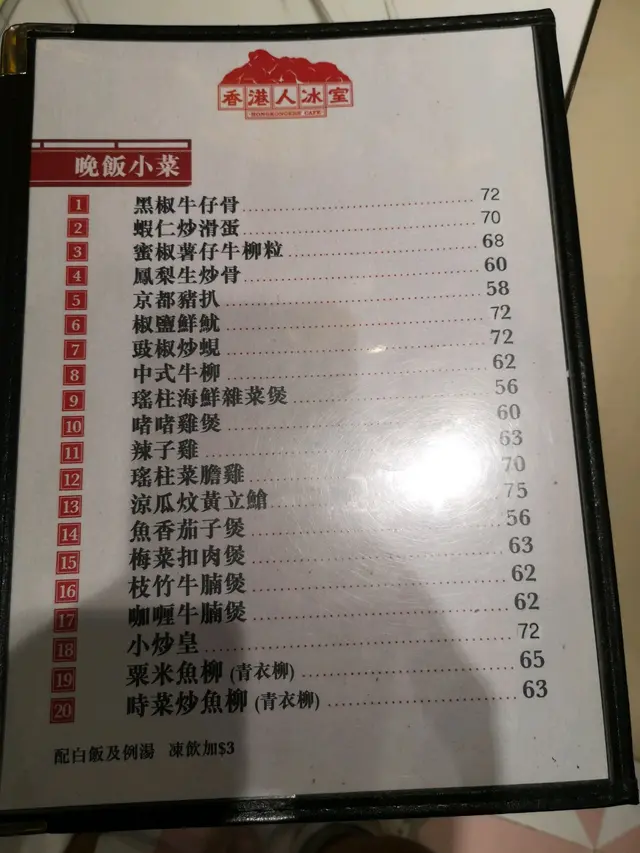 香港人冰室
HONGKONGERS CAFE
晚飯小菜
1 黑椒牛仔骨 72
2 蝦仁炒滑蛋 70
3 蜜椒薯仔牛柳粒 68
4 鳳梨生炒骨 60
5 京都豬扒 58
6 椒鹽鮮魷 72
7 豉椒炒蜆 72
8 中式牛柳 62
9 瑤柱海鮮雜菜煲 56
10 啫啫雞煲 60
11 辣子雞 63
12 瑤柱菜膽雞 70
13 涼瓜炆黃立鯧 75
14 魚香茄子煲 56
15 梅菜扣肉煲 63
16 枝竹牛腩煲 62
17 咖喱牛腩煲 62
18 小炒皇 72
19 粟米魚柳 (青衣柳) 65
20 時菜炒魚柳 (青衣柳) 63
配白飯及例湯 凍飲加$3